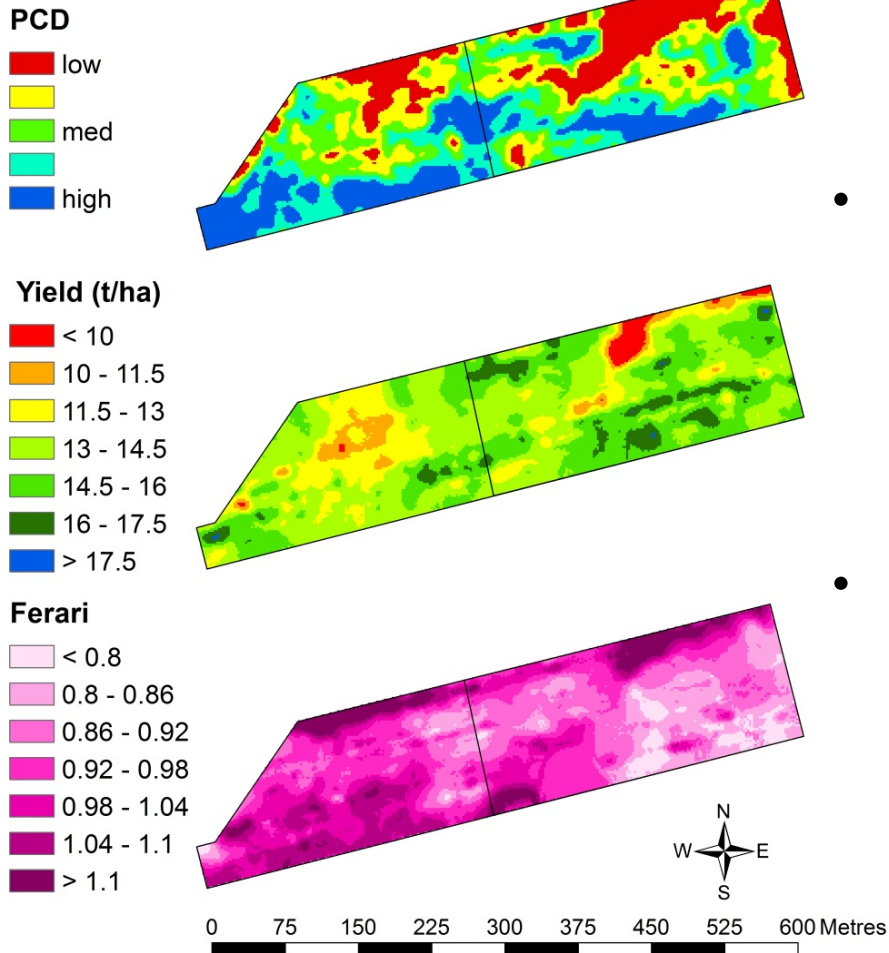 PCD
low
med
high
Yield (t/ha)
< 10
10 - 11.5
11.5 - 13
13 - 14.5
14.5 - 16
16 - 17.5
> 17.5
Ferari
< 0.8
0.8 - 0.86
0.86 - 0.92
0.92 - 0.98
0.98 - 1.04
1.04 - 1.1
> 1.1
N
W E
S
0 75 150 225 300 375 450 525 600 Metres